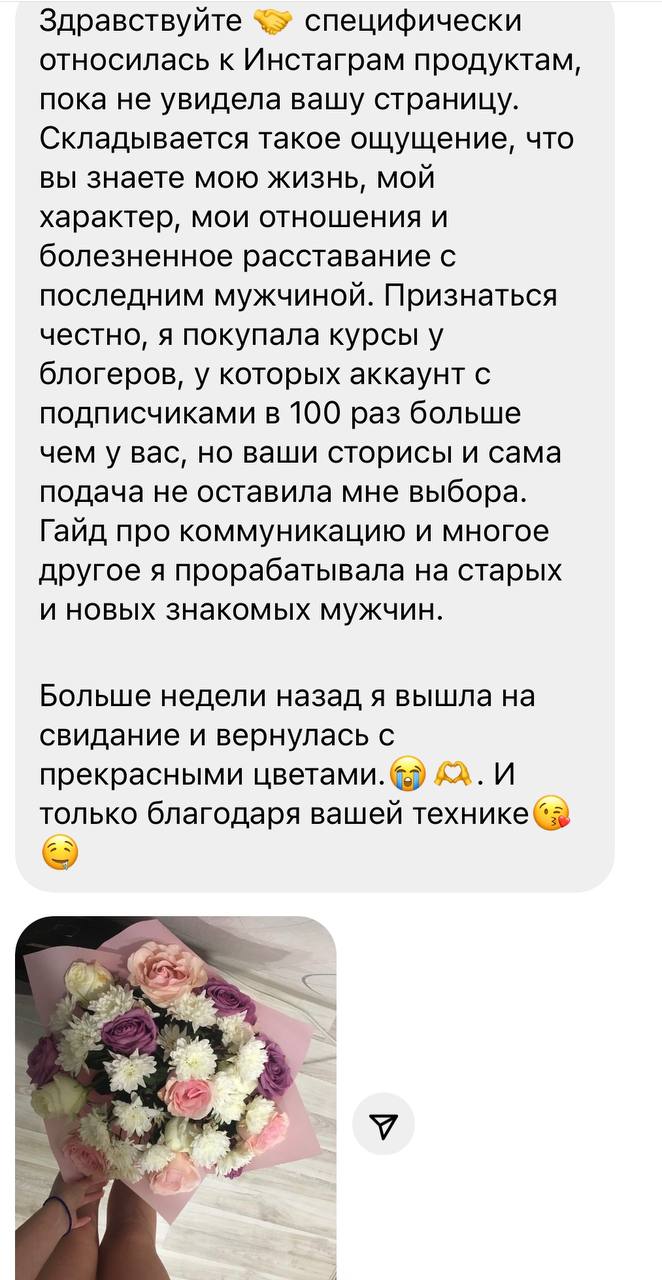 Здравствуйте 🤝 специфически
относилась к Инстаграм продуктам,
пока не увидела вашу страницу.
Складывается такое ощущение, что
вы знаете мою жизнь, мой
характер, мои отношения и
болезненное расставание с
последним мужчиной. Признаться
честно, я покупала курсы у
блогеров, у которых аккаунт с
подписчиками в 100 раз больше
чем у вас, но ваши сторисы и сама
подача не оставила мне выбора.
Гайд про коммуникацию и многое
другое я прорабатывала на старых
и новых знакомых мужчин.
Больше недели назад я вышла на
свидание и вернулась с
прекрасными цветами.😭🫶. И
только благодаря вашей технике😘
🤤